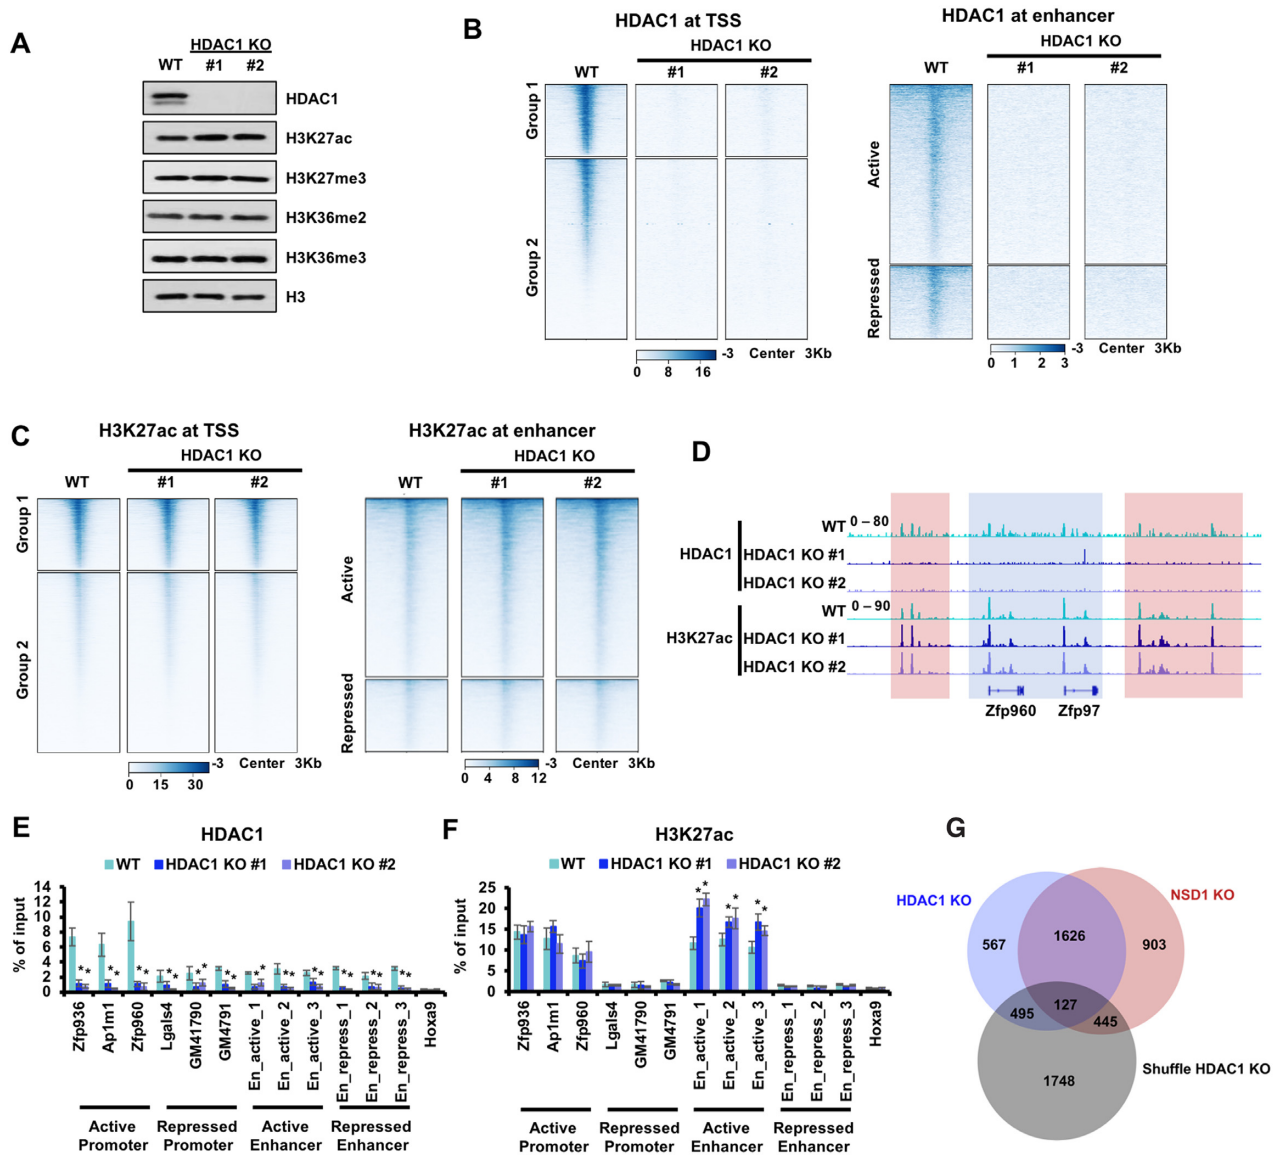 A
HDAC1 KO
WT #1 #2
HDAC1
H3K27ac
H3K27me3
H3K36me2
H3K36me3
H3
B
HDAC1 at TSS
HDAC1 KO
WT #1 #2
Group 1
Group 2
0 8 16
-3 Center 3Kb
HDAC1 at enhancer
HDAC1 KO
WT #1 #2
Active
Repressed
0 1 2 3
-3 Center 3Kb
C
H3K27ac at TSS
HDAC1 KO
WT #1 #2
Group 1
Group 2
0 15 30
-3 Center 3Kb
H3K27ac at enhancer
HDAC1 KO
WT #1 #2
Active
Repressed
0 4 8 12
-3 Center 3Kb
D
HDAC1
WT 0 – 80
HDAC1 KO #1
HDAC1 KO #2
H3K27ac
WT 0 – 90
HDAC1 KO #1
HDAC1 KO #2
Zfp960 Zfp97
E
HDAC1
WT HDAC1 KO #1 HDAC1 KO #2
% of input
14
12
10
8
6
4
2
0
* * * * * * * * * * * * * * * * * * * * * * * *
Zfp936
Ap1m1
Zfp960
Lgals4
GM41790
GM4791
En_active_1
En_active_2
En_active_3
En_repress_1
En_repress_2
En_repress_3
Hoxa9
Active Promoter
Repressed Promoter
Active Enhancer
Repressed Enhancer
F
H3K27ac
WT HDAC1 KO #1 HDAC1 KO #2
% of input
25
20
15
10
5
0
* * * * * *
Zfp936
Ap1m1
Zfp960
Lgals4
GM41790
GM4791
En_active_1
En_active_2
En_active_3
En_repress_1
En_repress_2
En_repress_3
Hoxa9
Active Promoter
Repressed Promoter
Active Enhancer
Repressed Enhancer
G
HDAC1 KO
NSD1 KO
567
1626
903
495
127
445
1748
Shuffle HDAC1 KO